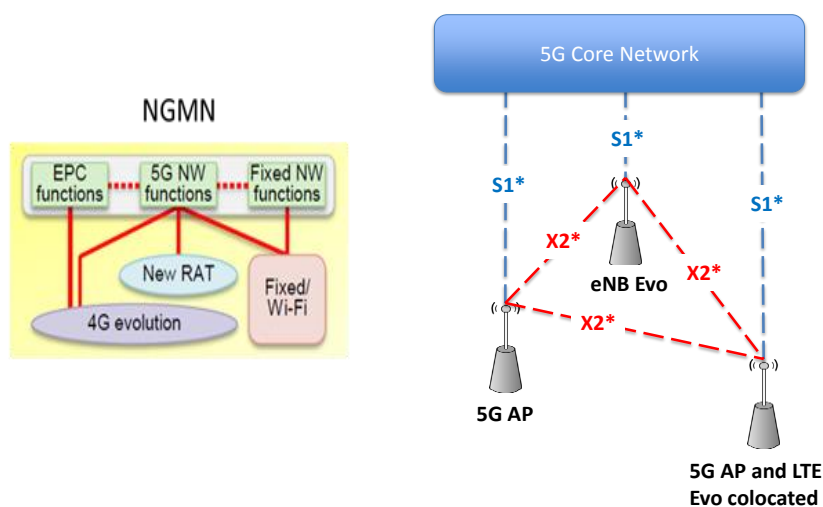 NGMN
EPC
functions
5G NW
functions
Fixed NW
functions
New RAT
Fixed/
Wi-Fi
4G evolution
5G Core Network
S1*
S1*
S1*
X2*
X2*
X2*
eNB Evo
5G AP
5G AP and LTE
Evo colocated